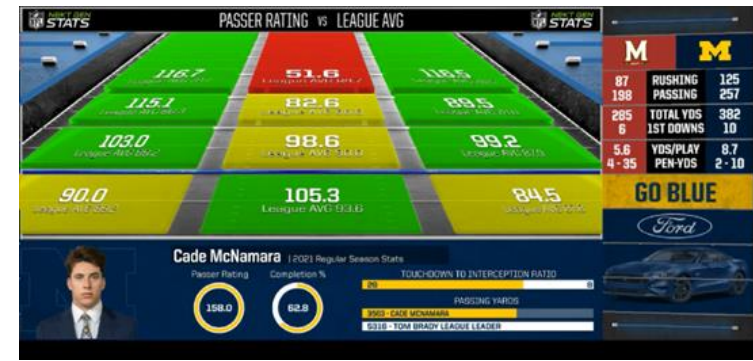 NEXT GEN STATS
PASSER RATING VS LEAGUE AVG
NEXT GEN STATS
116.7 51.6 118.5
115.1 82.6 89.5
103.0 98.6 99.2
90.0 105.3 84.5
League AVG 93.6
M M
87 RUSHING 125
198 PASSING 257
285 TOTAL YDS 382
6 1ST DOWNS 10
5.6 YDS/PLAY 8.7
4 - 35 PEN-YDS 2 - 10
GO BLUE
Ford
Cade McNamara | 2021 Regular Season Stats
Passer Rating Completion %
158.0 62.8
TOUCHDOWN TO INTERCEPTION RATIO
28 8
PASSING YARDS
3503 - CADE MCNAMARA
5316 - TOM BRADY LEAGUE LEADER